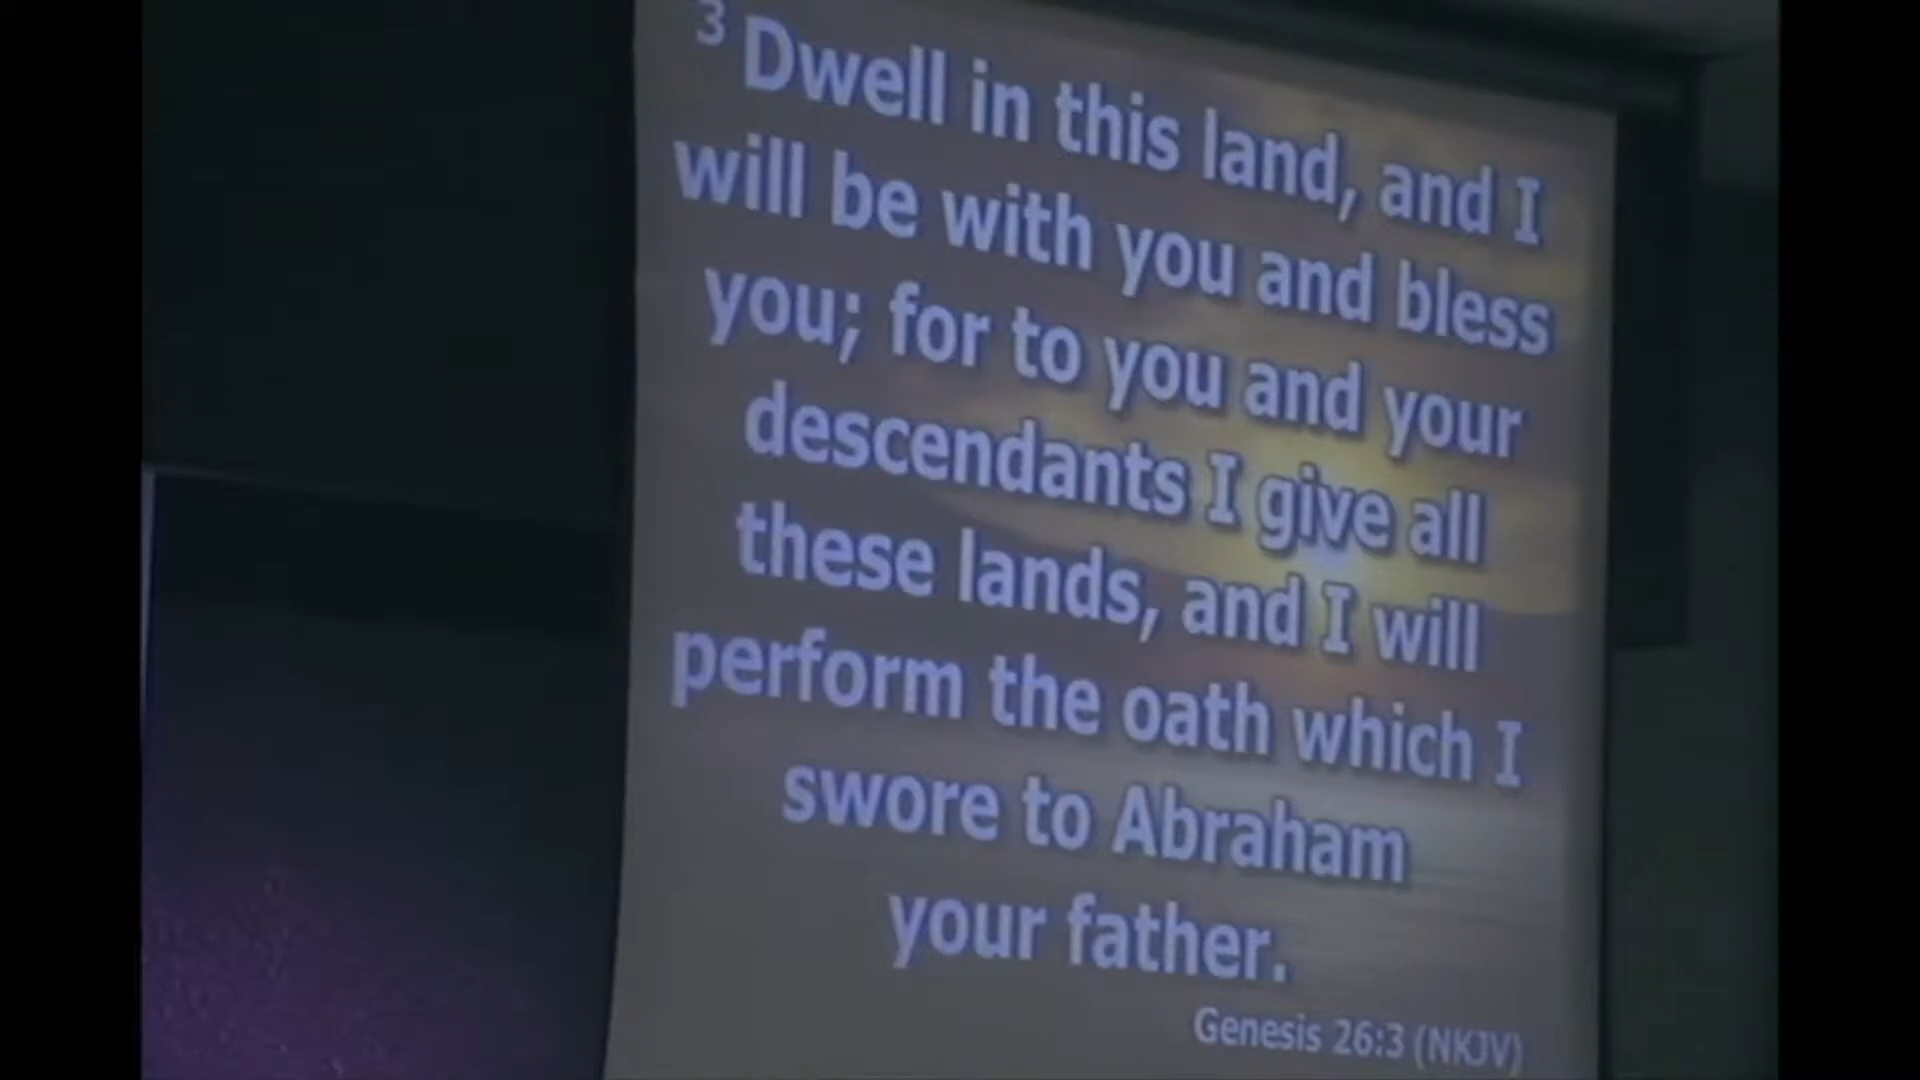 3 Dwell in this land, and I
will be with you and bless
you; for to you and your
descendants I give all
these lands, and I will
perform the oath which I
swore to Abraham
your father.
Genesis 26:3 (NKJV)